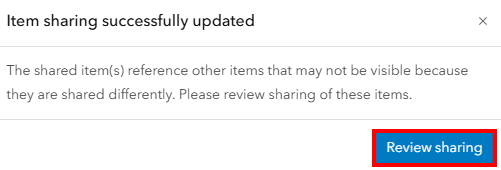 Item sharing successfully updated ×
The shared item(s) reference other items that may not be visible because
they are shared differently. Please review sharing of these items.
Review sharing